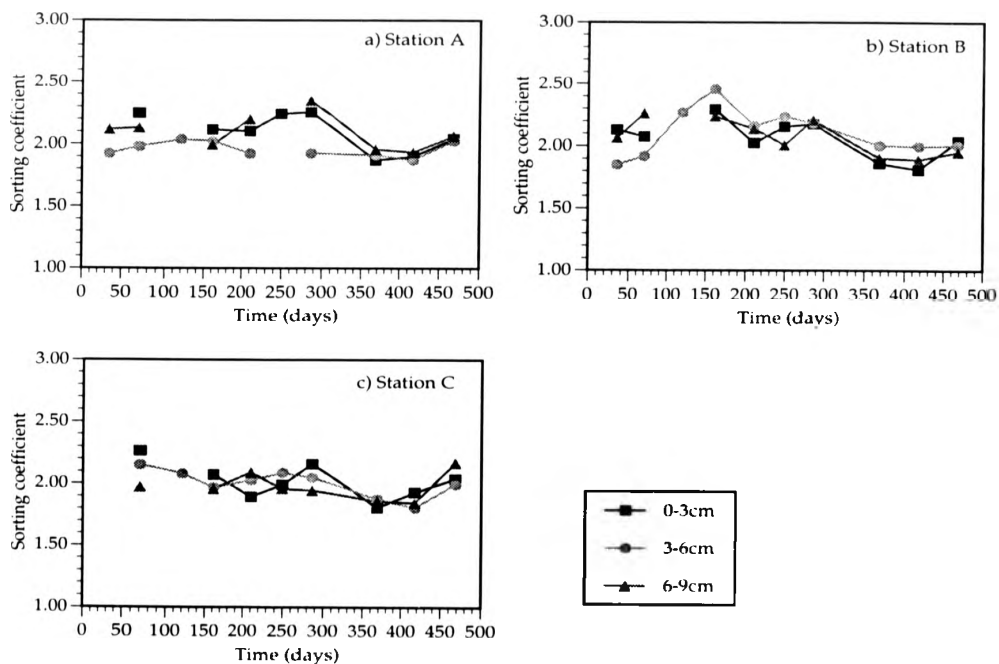 a) Station A
Sorting coefficient
3.00
2.50
2.00
1.50
1.00
0 50 100 150 200 250 300 350 400 450 500
Time (days)
b) Station B
Sorting coefficient
3.00
2.50
2.00
1.50
1.00
0 50 100 150 200 250 300 350 400 450 500
Time (days)
c) Station C
Sorting coefficient
3.00
2.50
2.00
1.50
1.00
0 50 100 150 200 250 300 350 400 450 500
Time (days)
0-3cm
3-6cm
6-9cm